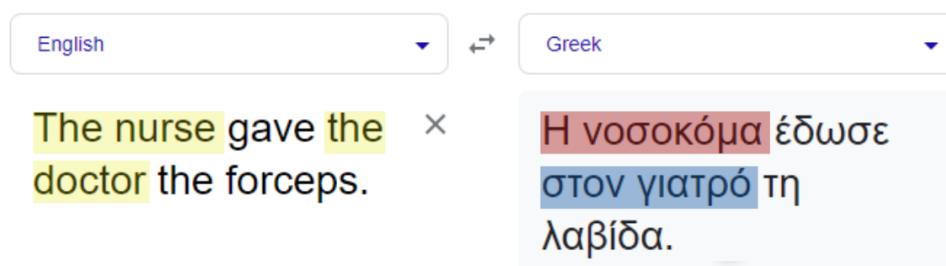 English
Greek
The nurse gave the
doctor the forceps.
Η νοσοκόμα έδωσε
στον γιατρό τη
λαβίδα.